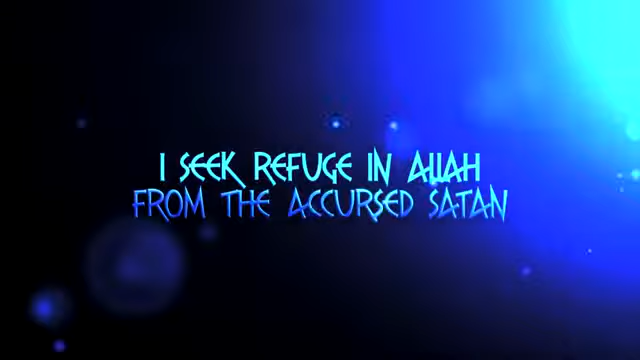 I SEEK REFUGE IN ALLAH
FROM THE ACCURSED SATAN